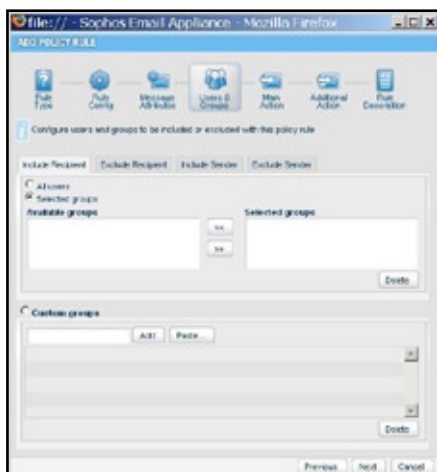 file:// - Sophos Email Appliance - Mozilla Firefox
ADD POLICY RULE
Rule Type
Rule Config
Message Attributes
Users & Groups
Main Action
Additional Action
Rule Description
Configure users and groups to be included or excluded with this policy rule
Include Recipient Exclude Recipient Include Sender Exclude Sender
All users
Selected groups
Available groups Selected groups
<<
>>
Delete
Custom groups
Add Paste...
Delete
Previous Next Cancel